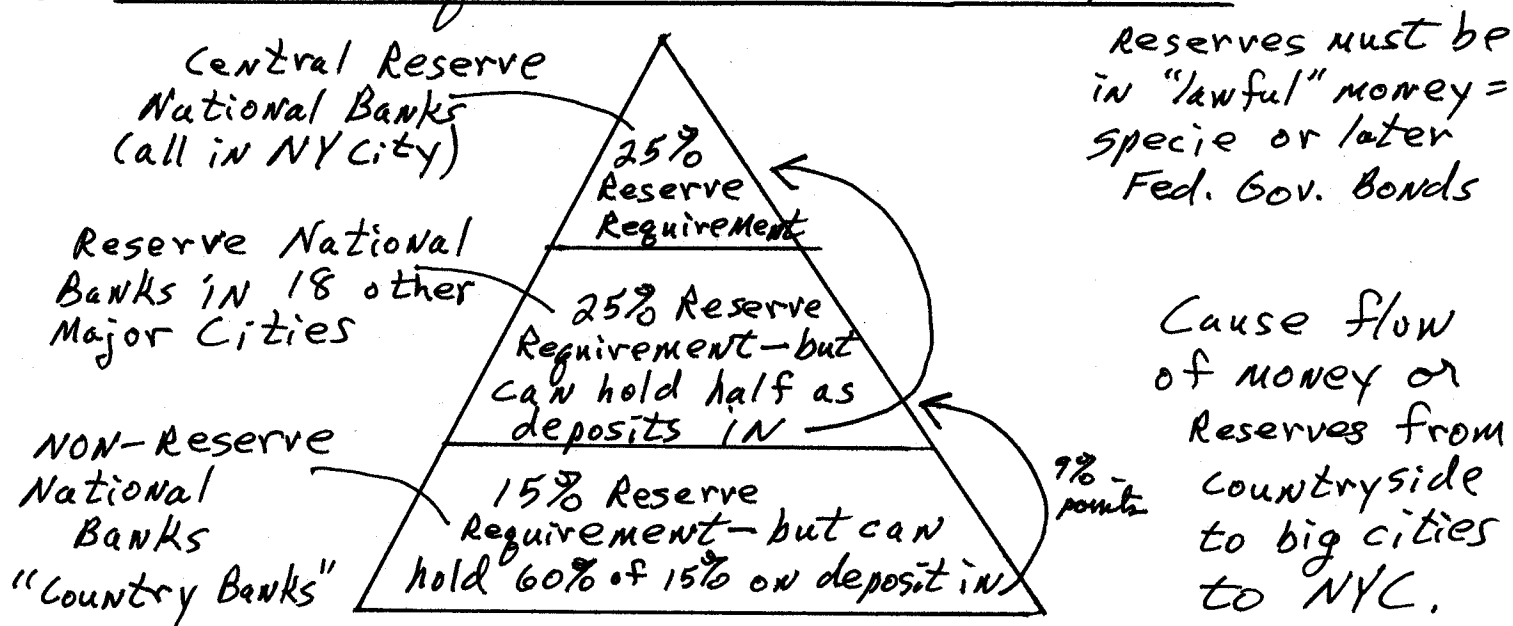 Central Reserve
National Banks
(all in NY City)
25%
Reserve
Requirement
Reserves must be
in "lawful" money =
specie or later
Fed. Gov. Bonds
Reserve National
Banks in 18 other
Major Cities
25% Reserve
Requirement—but
can hold half as
deposits in
Cause flow
of money or
Reserves from
countryside
to big cities
to NYC.
NON-Reserve
National
Banks
"Country Banks"
15% Reserve
Requirement—but can
hold 60% of 15% on deposit in
9% -
points